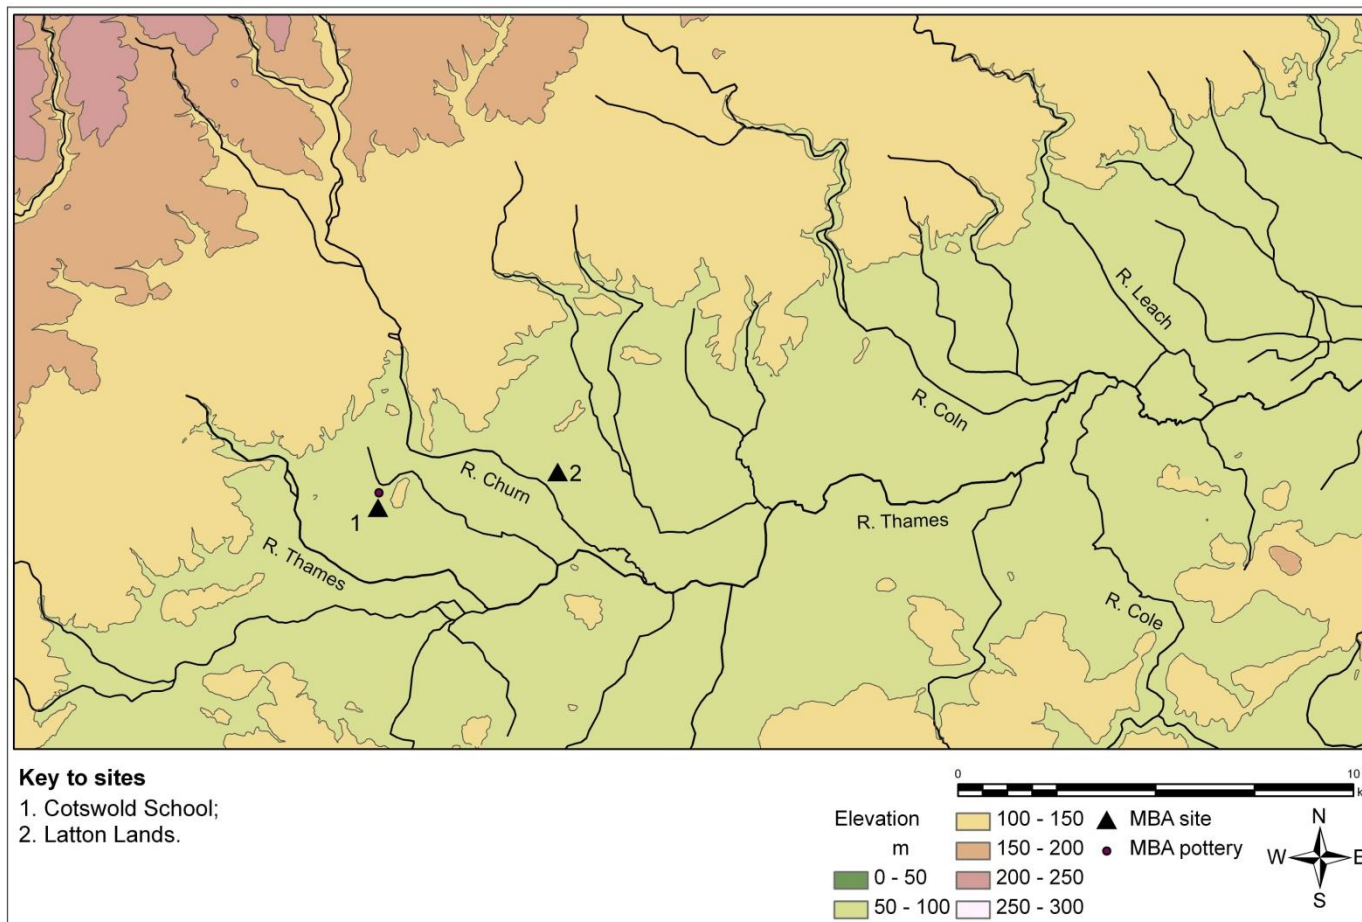 R. Leach
R. Coln
R. Churn
2
1
R. Thames
R. Thames
R. Cole
Key to sites
1. Cotswold School;
2. Latton Lands.
0 10
k
Elevation
m
0 - 50
50 - 100
100 - 150
150 - 200
200 - 250
250 - 300
MBA site
MBA pottery
N
W E
S